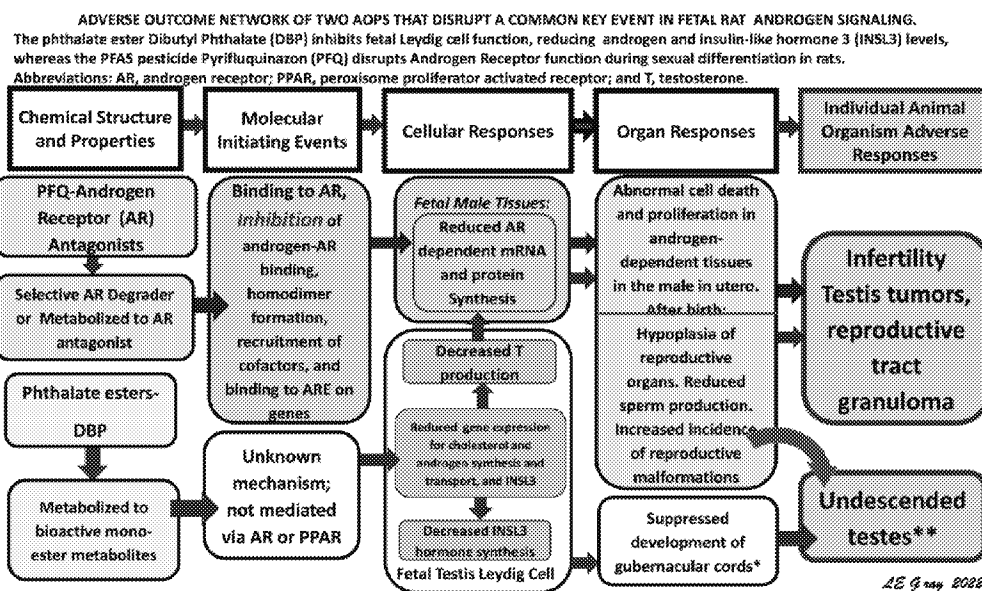 ADVERSE OUTCOME NETWORK OF TWO AOPS THAT DISRUPT A COMMON KEY EVENT IN FETAL RAT ANDROGEN SIGNALING.
The phthalate ester Dibutyl Phthalate (DBP) inhibits fetal Leydig cell function, reducing androgen and insulin-like hormone 3 (INSL3) levels,
whereas the PFAS pesticide Pyrifluquinazon (PFQ) disrupts Androgen Receptor function during sexual differentiation in rats.
Abbreviations: AR, androgen receptor; PPAR, peroxisome proliferator activated receptor; and T, testosterone.
Chemical Structure
and Properties
Molecular
Initiating Events
Cellular Responses
Organ Responses
Individual Animal
Organism Adverse
Responses
PFQ-Androgen
Receptor (AR)
Antagonists
Selective AR Degrader
or Metabolized to AR
antagonist
Phthalate esters-
DBP
Metabolized to
bioactive mono-
ester metabolites
Binding to AR,
inhibition of
androgen-AR
binding,
homodimer
formation,
recruitment of
cofactors, and
binding to ARE on
genes
Unknown
mechanism;
not mediated
via AR or PPAR
Fetal Male Tissues:
Reduced AR
dependent mRNA
and protein
Synthesis
Decreased T
production
Reduced gene expression
for cholesterol and
androgen synthesis and
transport, and INSL3
Decreased INSL3
hormone synthesis
Fetal Testis Leydig Cell
Abnormal cell death
and proliferation in
androgen-
dependent tissues
in the male in utero.
After birth:
Hypoplasia of
reproductive
organs. Reduced
sperm production.
Increased incidence
of reproductive
malformations
Suppressed
development of
gubernacular cords*
Infertility
Testis tumors,
reproductive
tract
granuloma
Undescended
testes**
LE Gray 2022